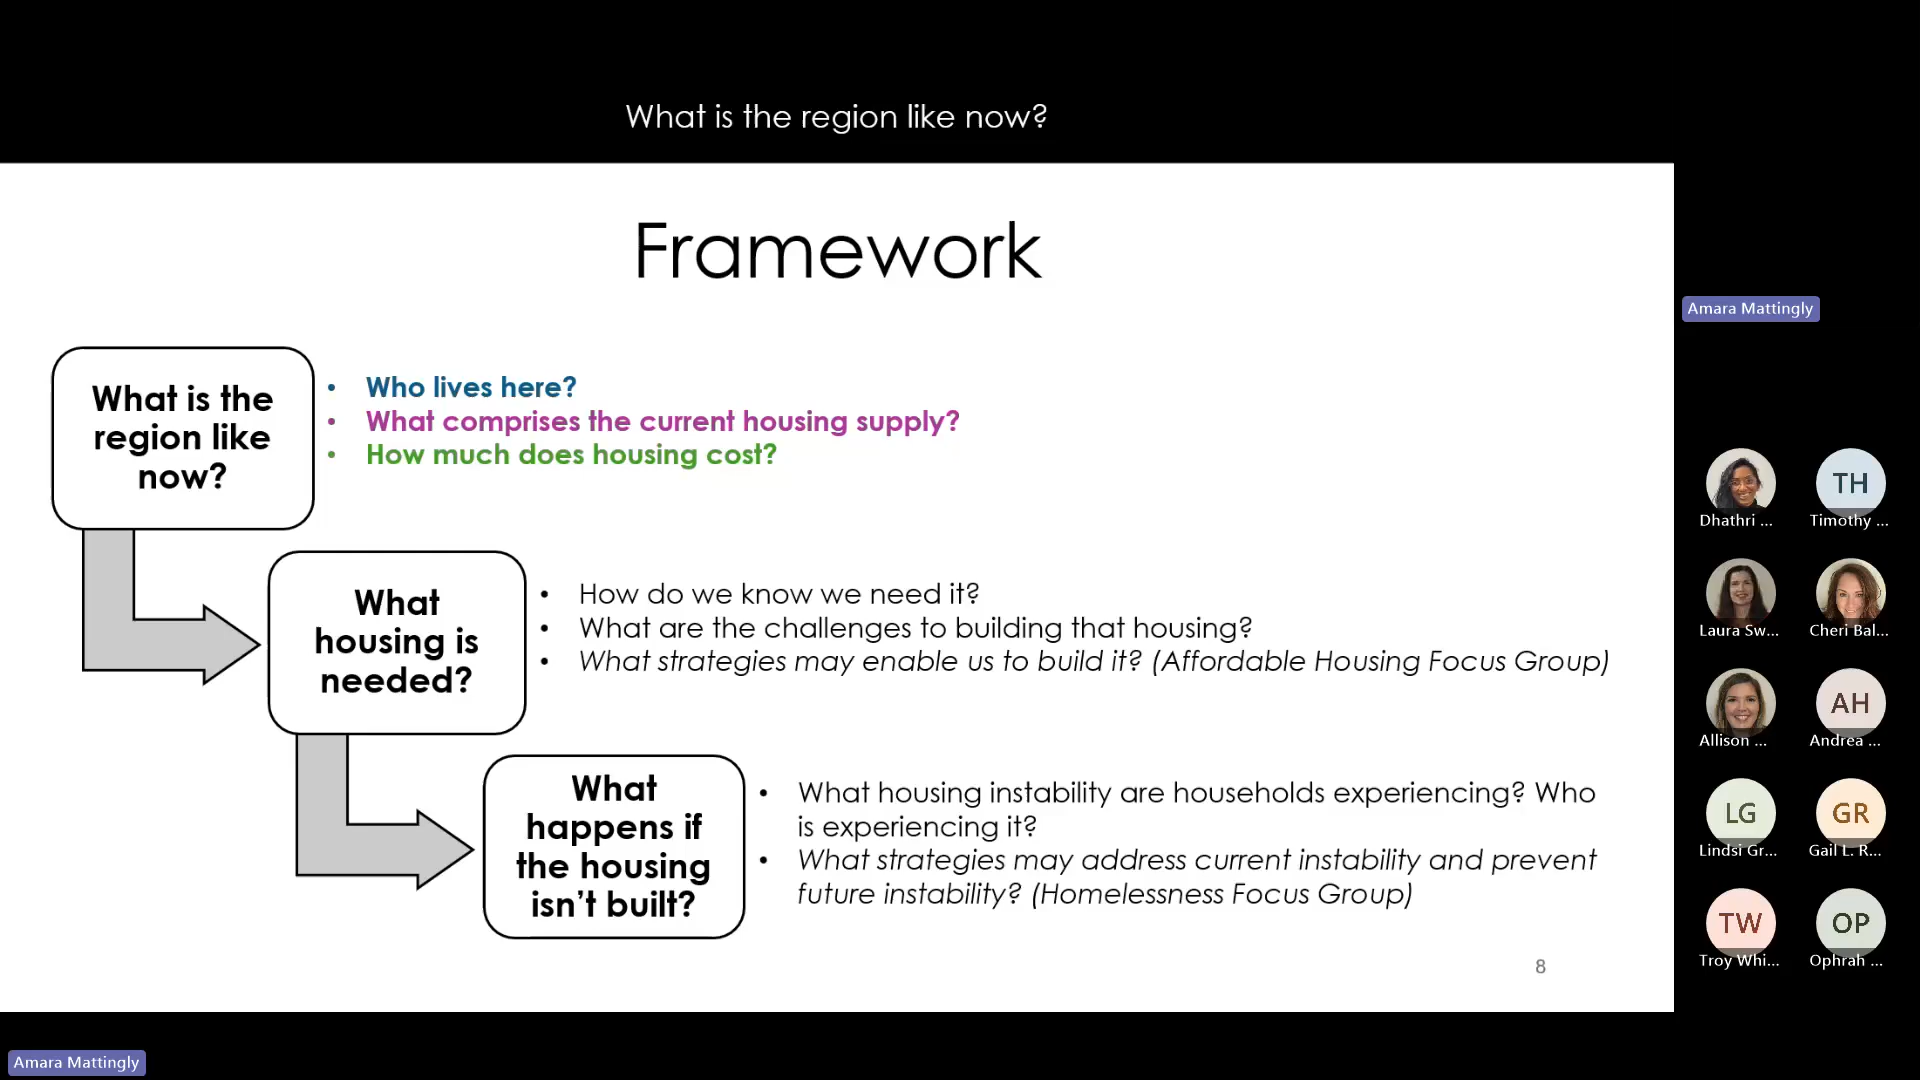 What is the region like now?
Framework
What is the
region like
now?
• Who lives here?
• What comprises the current housing supply?
• How much does housing cost?
What
housing is
needed?
• How do we know we need it?
• What are the challenges to building that housing?
• What strategies may enable us to build it? (Affordable Housing Focus Group)
What
happens if
the housing
isn’t built?
• What housing instability are households experiencing? Who
is experiencing it?
• What strategies may address current instability and prevent
future instability? (Homelessness Focus Group)
8
Amara Mattingly
Dhathri ...
TH
Timothy ...
Laura Sw...
Cheri Bal...
Allison ...
AH
Andrea ...
LG
Lindsi Gr...
GR
Gail L. R...
TW
Troy Whi...
OP
Ophrah ...
Amara Mattingly